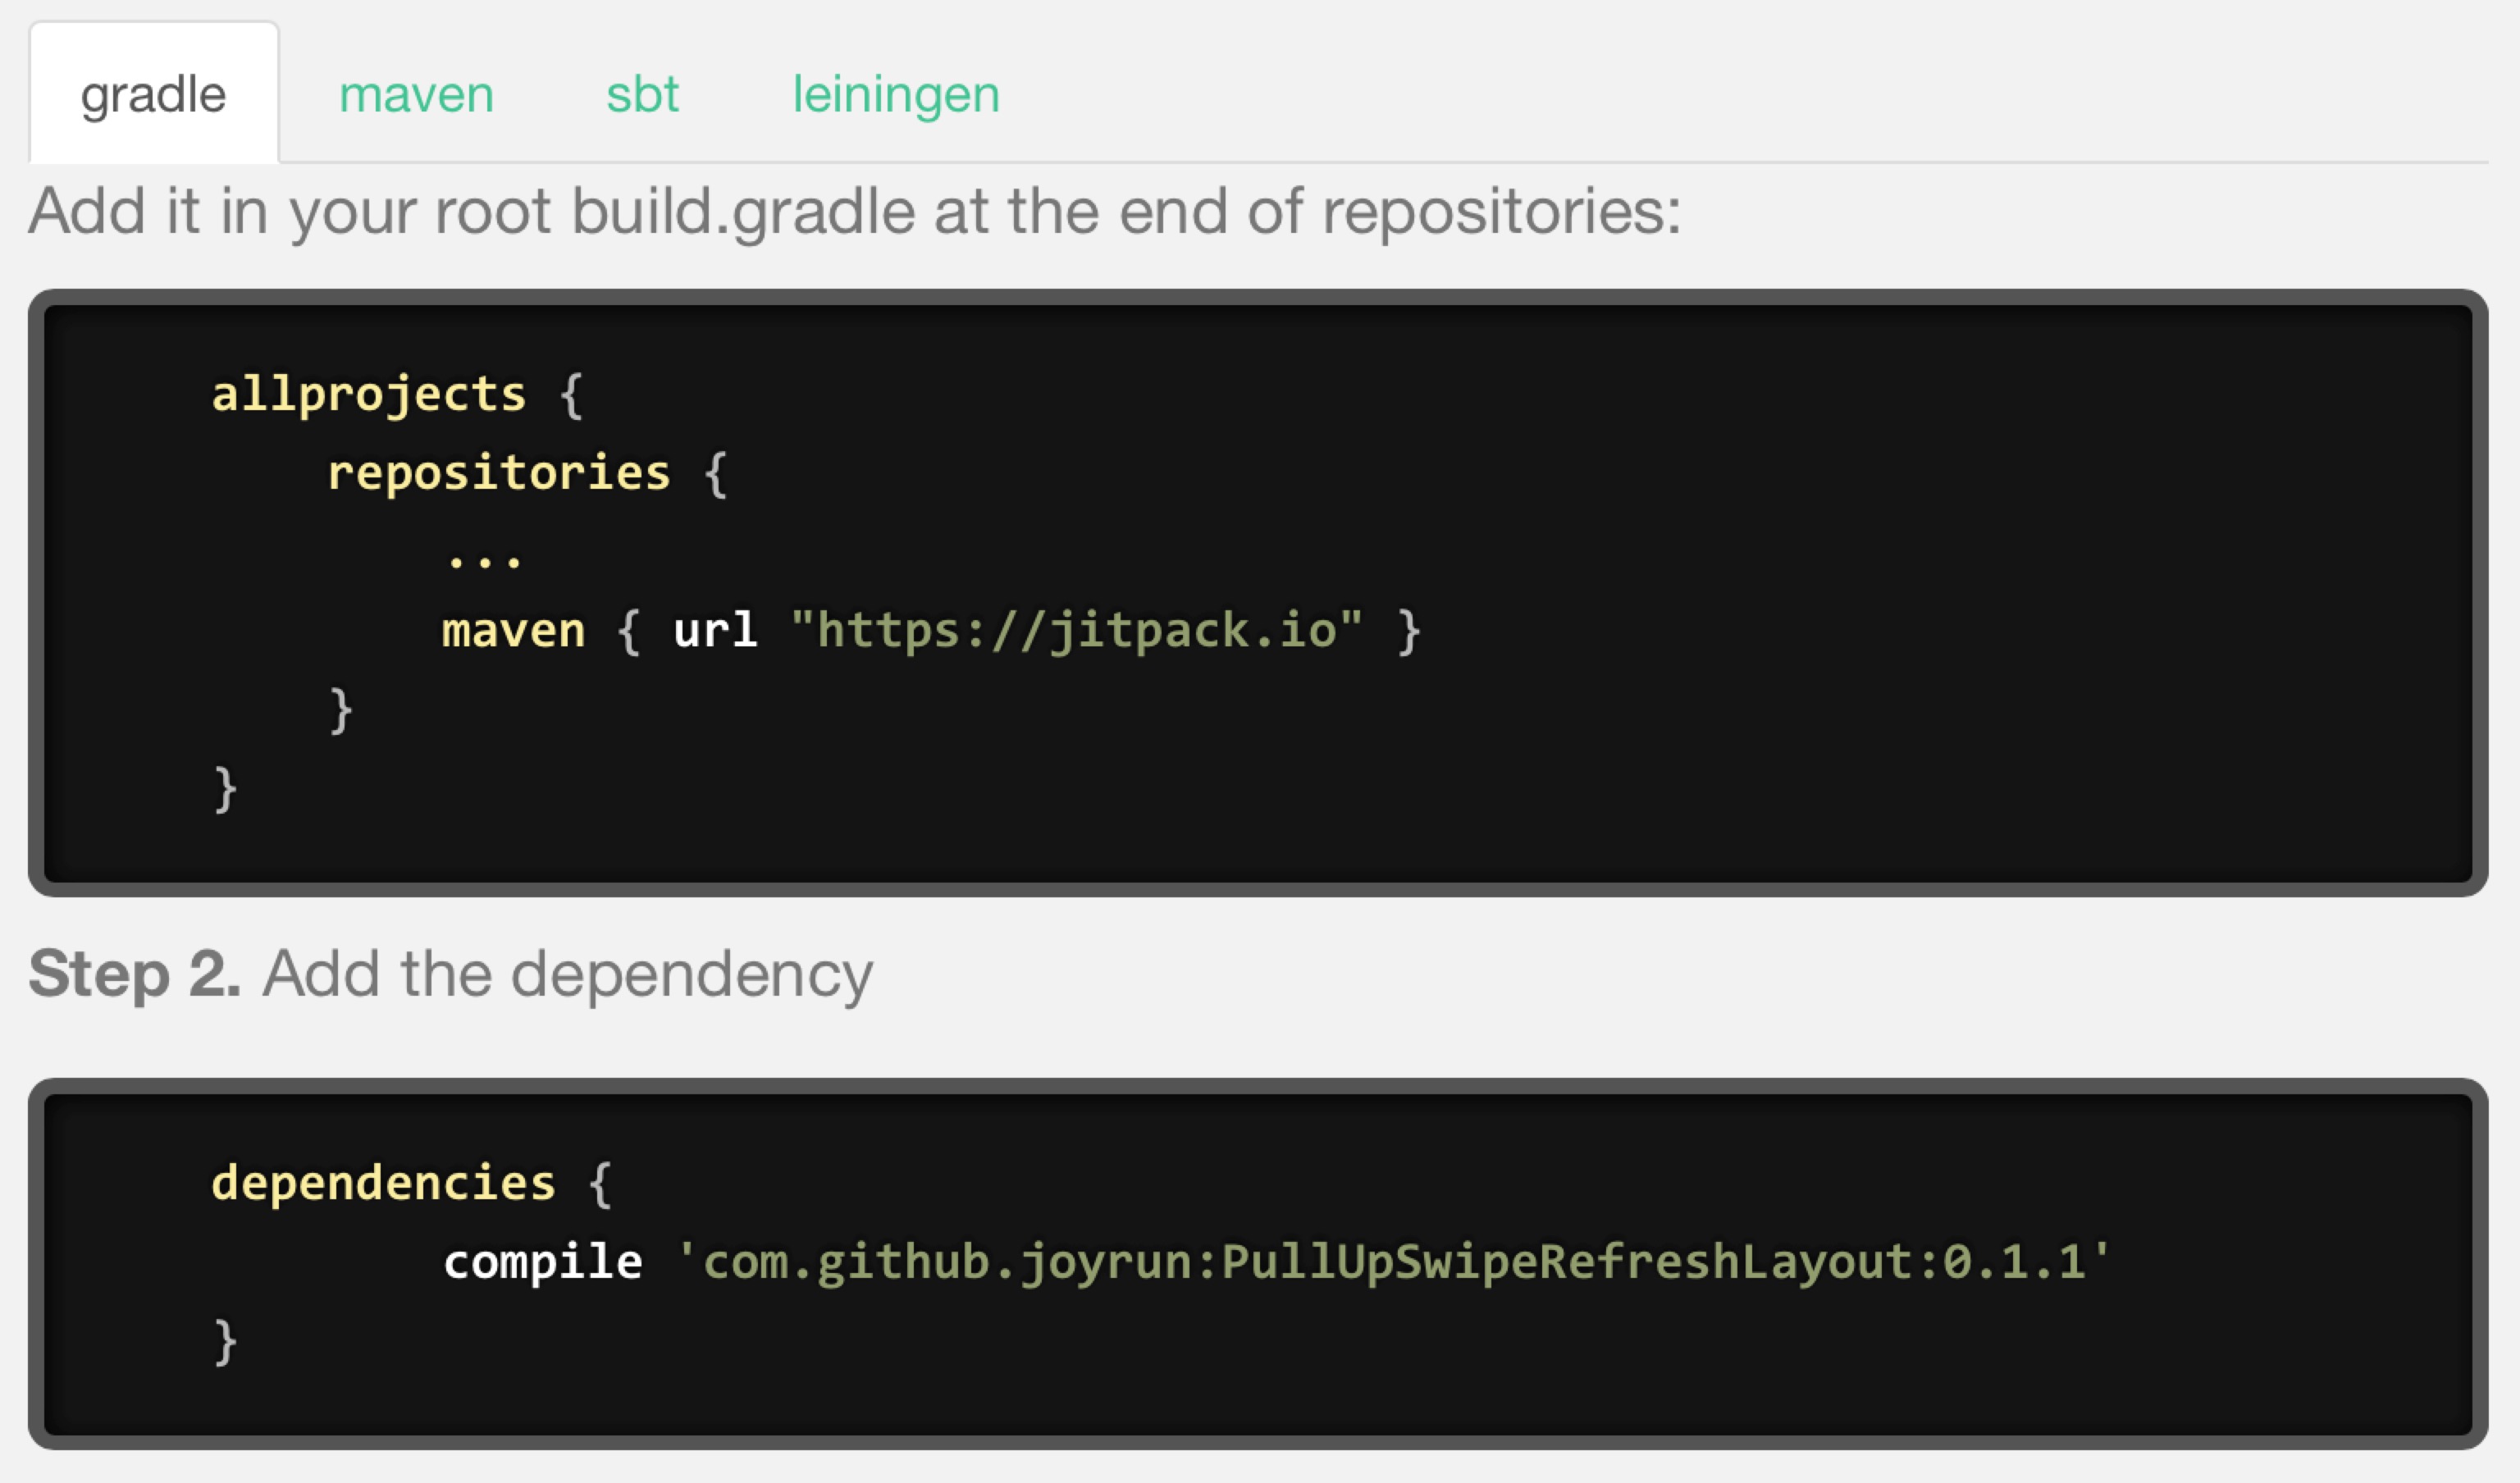 gradle maven sbt leiningen
Add it in your root build.gradle at the end of repositories:
allprojects {
repositories {
...
maven { url "https://jitpack.io" }
}
}
Step 2. Add the dependency
dependencies {
compile 'com.github.joyrun:PullUpSwipeRefreshLayout:0.1.1'
}